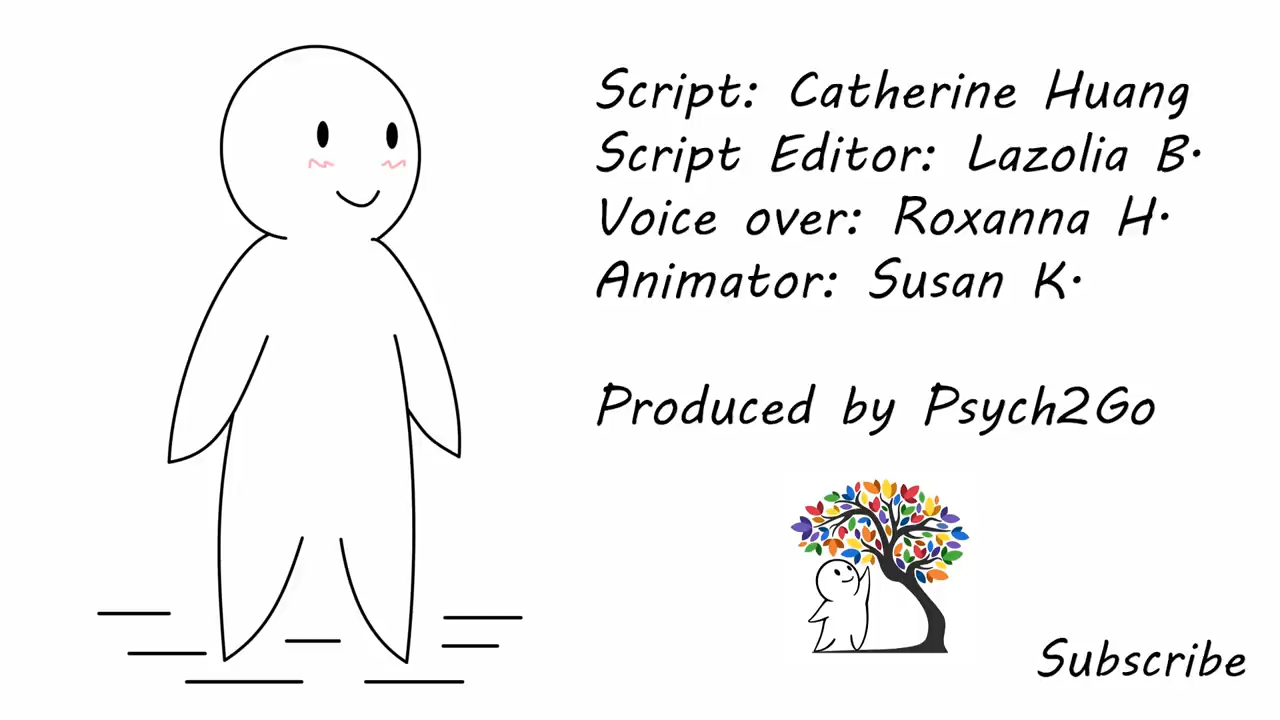 Script: Catherine Huang
Script Editor: Lazolia B.
Voice over: Roxanna H.
Animator: Susan K.
Produced by Psych2Go
Subscribe